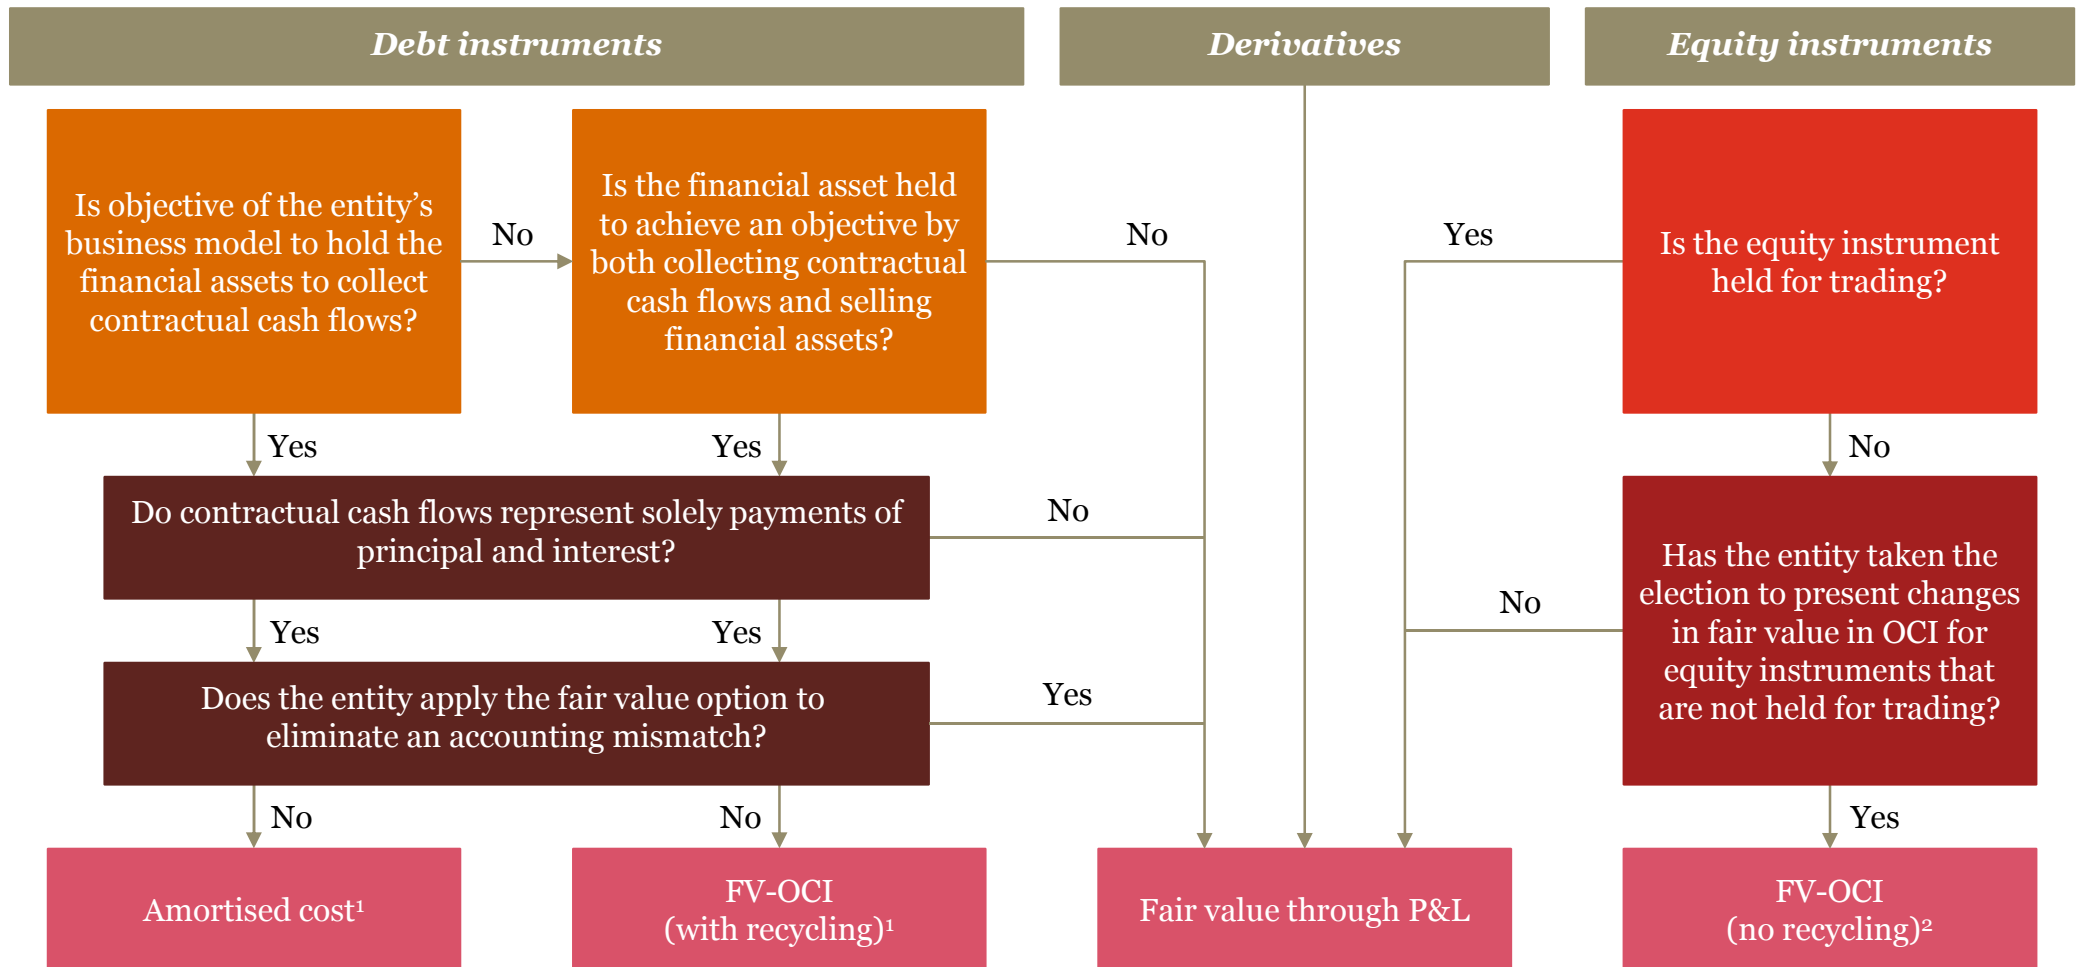 Debt instruments
Derivatives
Equity instruments
Is objective of the entity’s
business model to hold the
financial assets to collect
contractual cash flows?
No
Is the financial asset held
to achieve an objective by
both collecting contractual
cash flows and selling
financial assets?
No
Yes
Is the equity instrument
held for trading?
Yes
Yes
No
Do contractual cash flows represent solely payments of
principal and interest?
No
Has the entity taken the
election to present changes
in fair value in OCI for
equity instruments that
are not held for trading?
No
Yes
Yes
Does the entity apply the fair value option to
eliminate an accounting mismatch?
Yes
No
No
Yes
Amortised cost¹
FV-OCI
(with recycling)¹
Fair value through P&L
FV-OCI
(no recycling)²